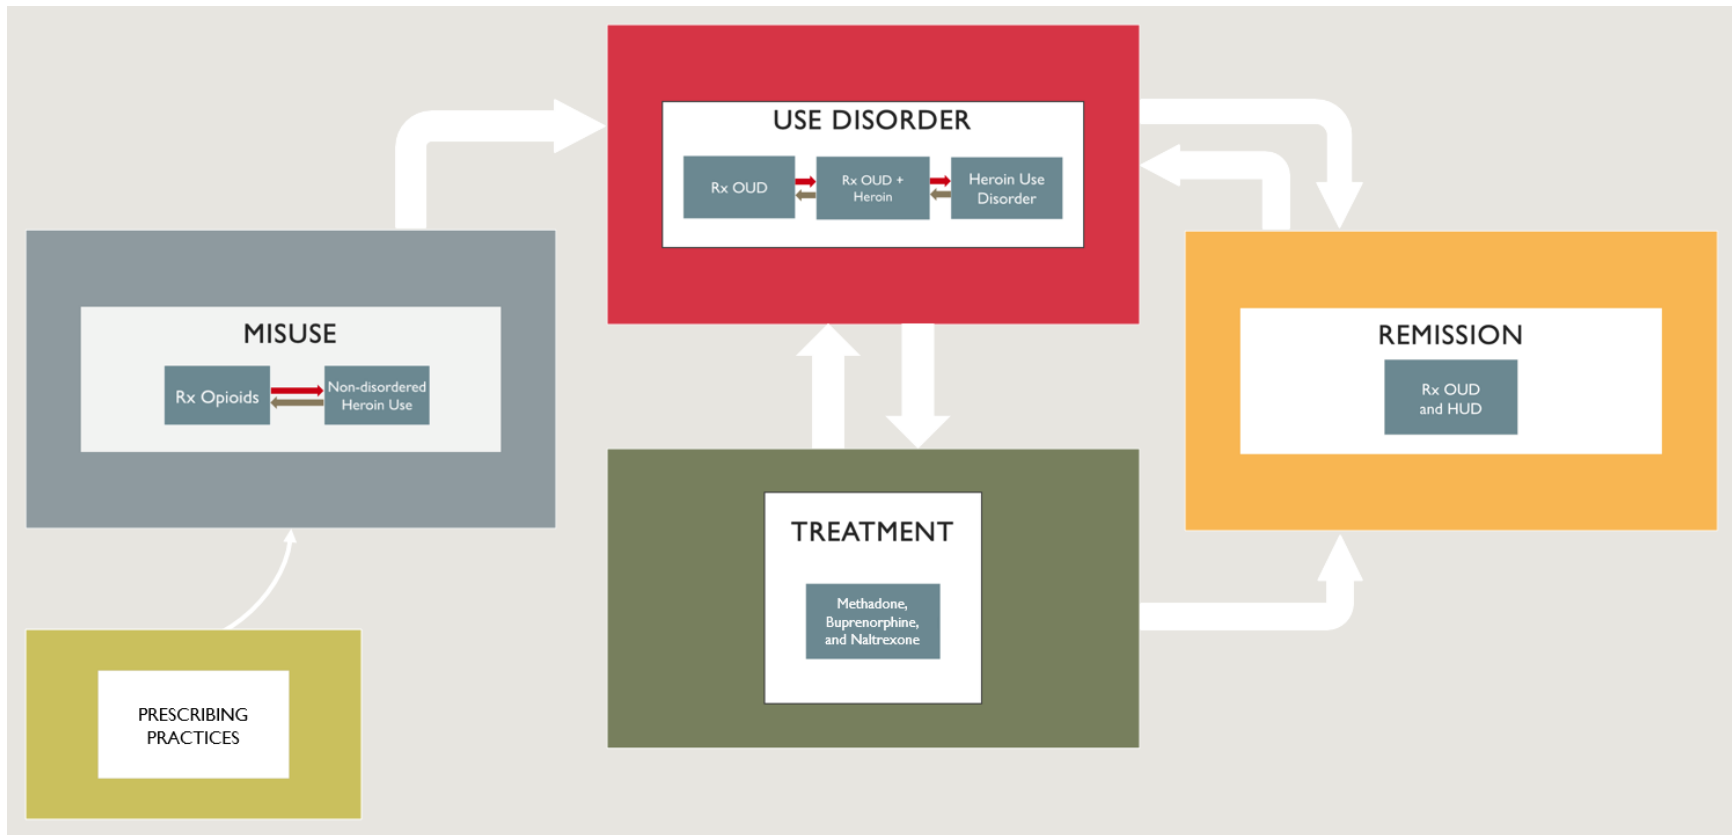 USE DISORDER
Rx OUD
Rx OUD +
Heroin
Heroin Use
Disorder
MISUSE
Rx Opioids
Non-disordered
Heroin Use
REMISSION
Rx OUD
and HUD
TREATMENT
Methadone,
Buprenorphine,
and Naltrexone
PRESCRIBING
PRACTICES